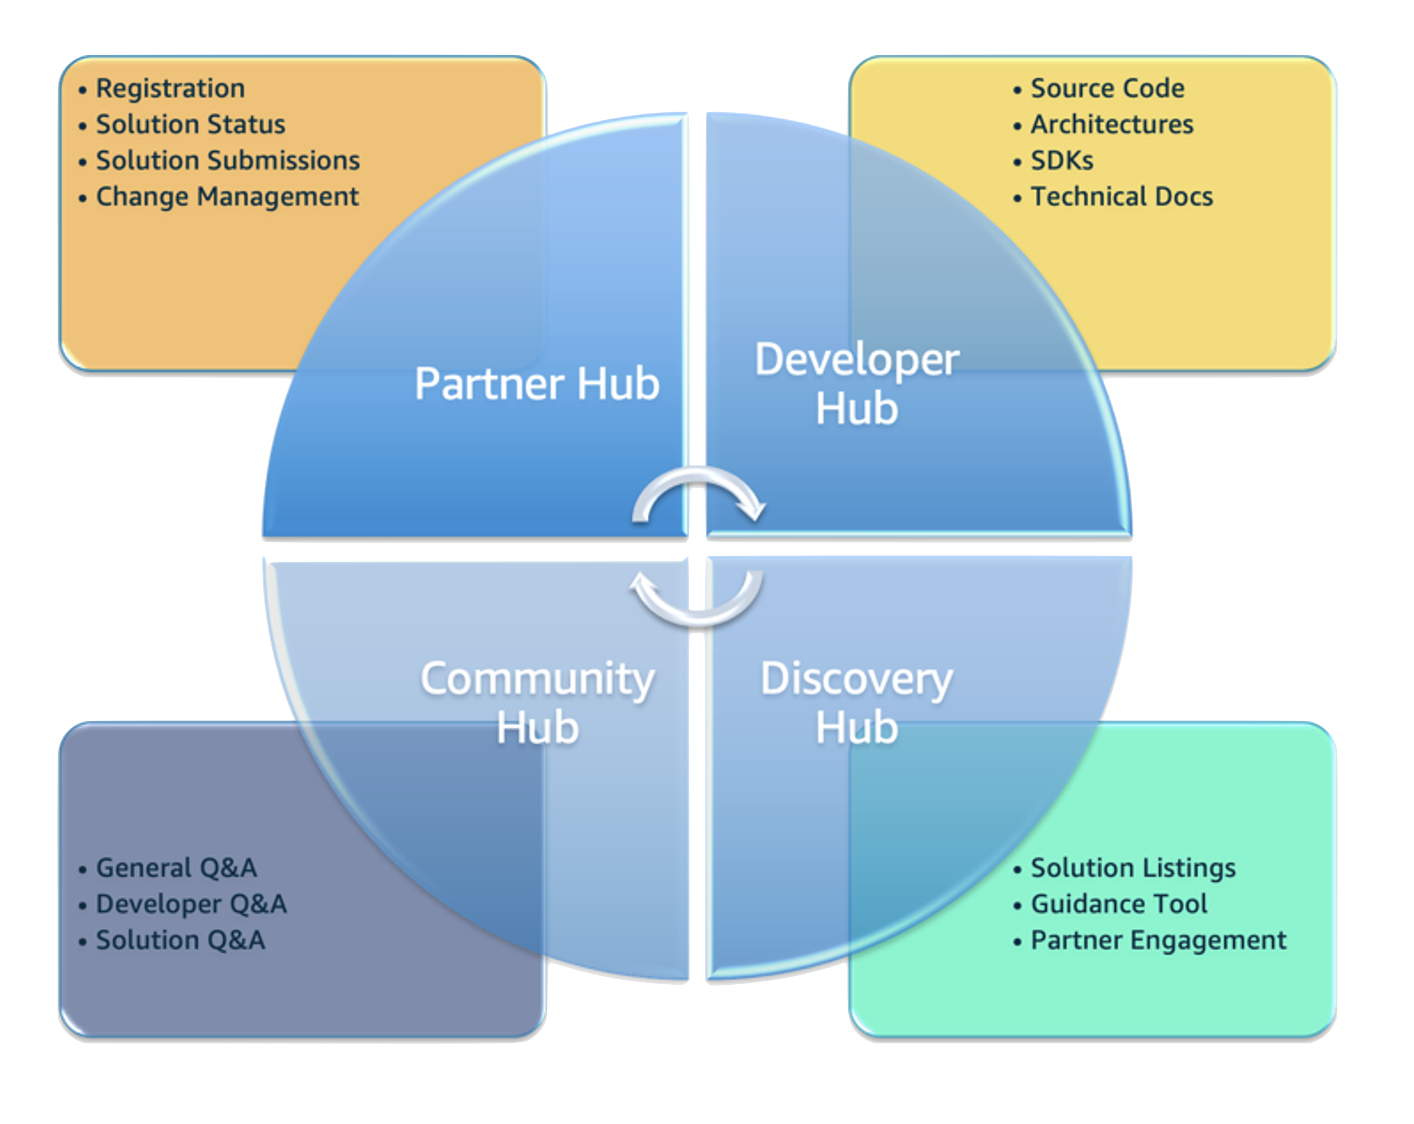 • Registration
• Solution Status
• Solution Submissions
• Change Management
• Source Code
• Architectures
• SDKs
• Technical Docs
Partner Hub
Developer
Hub
Community
Hub
Discovery
Hub
• General Q&A
• Developer Q&A
• Solution Q&A
• Solution Listings
• Guidance Tool
• Partner Engagement